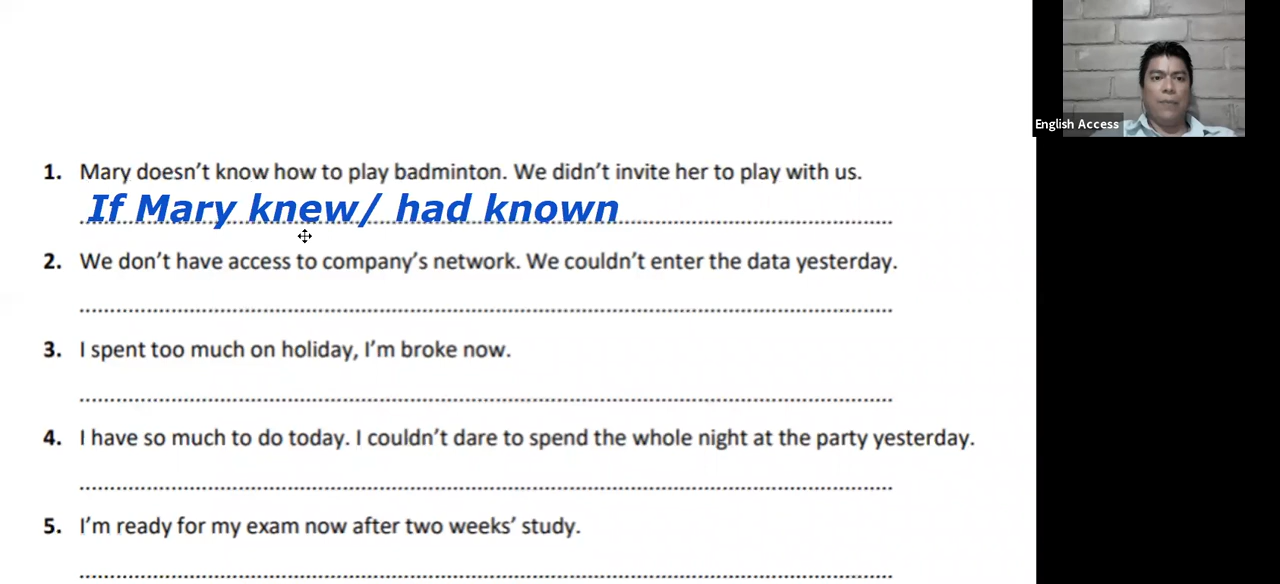 English Access
1. Mary doesn't know how to play badminton. We didn't invite her to play with us.
If Mary knew/ had known
2. We don't have access to company's network. We couldn't enter the data yesterday.
3. I spent too much on holiday, I'm broke now.
4. I have so much to do today. I couldn't dare to spend the whole night at the party yesterday.
5. I'm ready for my exam now after two weeks' study.